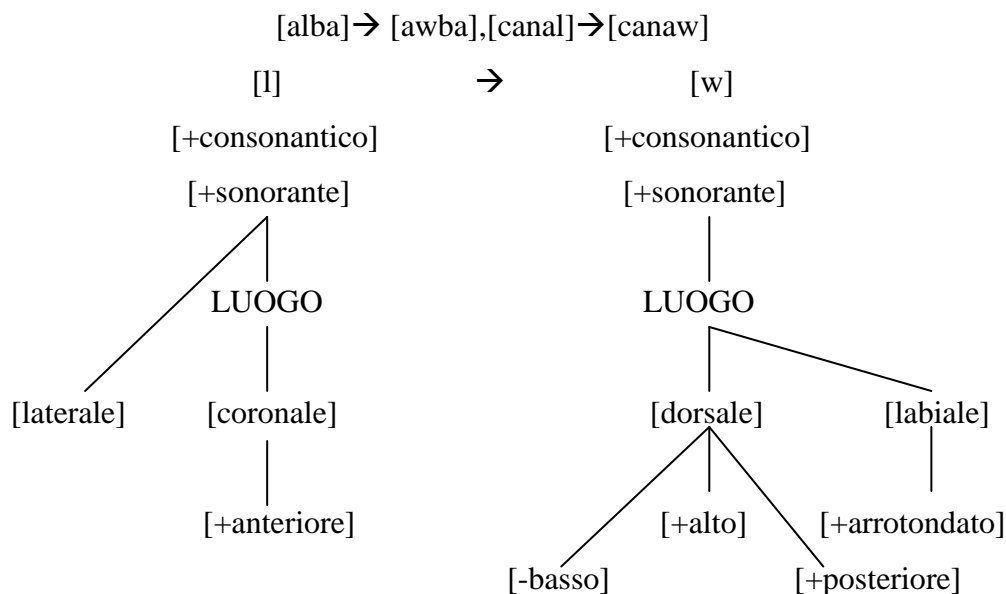 [alba]→ [awba],[canal]→[canaw]
[l] → [w]
[+consonantico] [+consonantico]
[+sonorante] [+sonorante]
LUOGO LUOGO
[laterale] [coronale] [dorsale] [labiale]
[+anteriore] [+alto] [+arrotondato]
[-basso] [+posteriore]